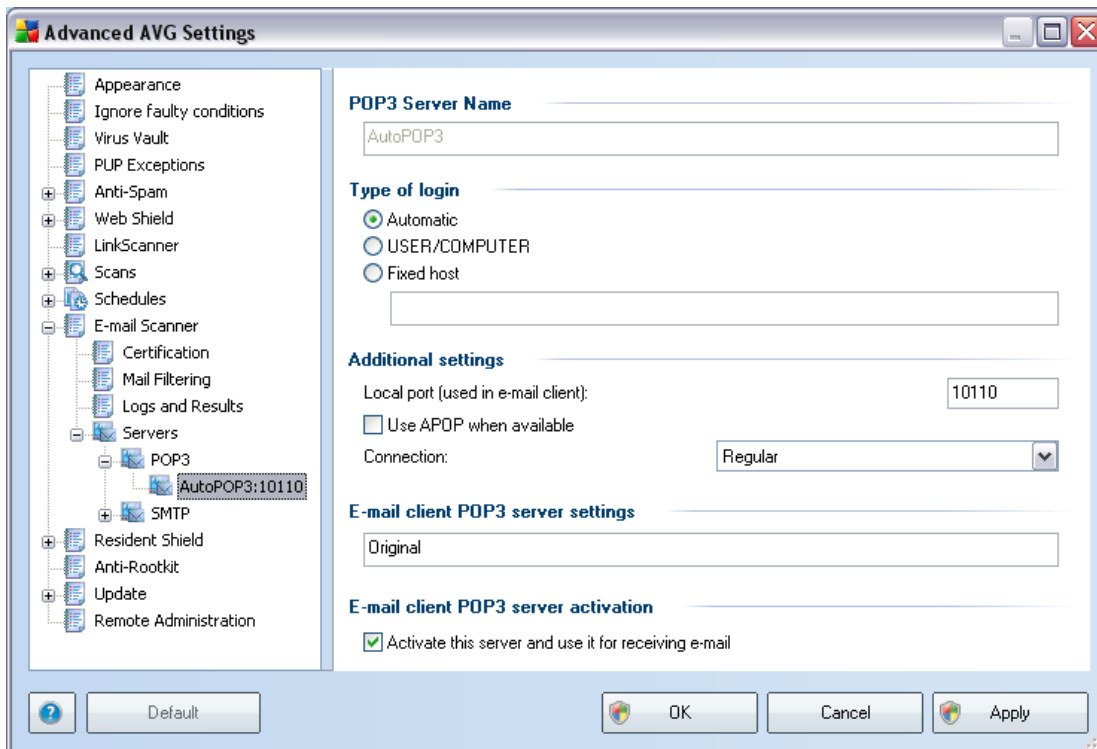 Advanced AVG Settings
Appearance
Ignore faulty conditions
Virus Vault
PUP Exceptions
Anti-Spam
Web Shield
LinkScanner
Scans
Schedules
E-mail Scanner
Certification
Mail Filtering
Logs and Results
Servers
POP3
AutoPOP3:10110
SMTP
Resident Shield
Anti-Rootkit
Update
Remote Administration
POP3 Server Name
AutoPOP3
Type of login
Automatic
USER/COMPUTER
Fixed host
Additional settings
Local port (used in e-mail client): 10110
Use APOP when available
Connection: Regular
E-mail client POP3 server settings
Original
E-mail client POP3 server activation
Activate this server and use it for receiving e-mail
? Default OK Cancel Apply